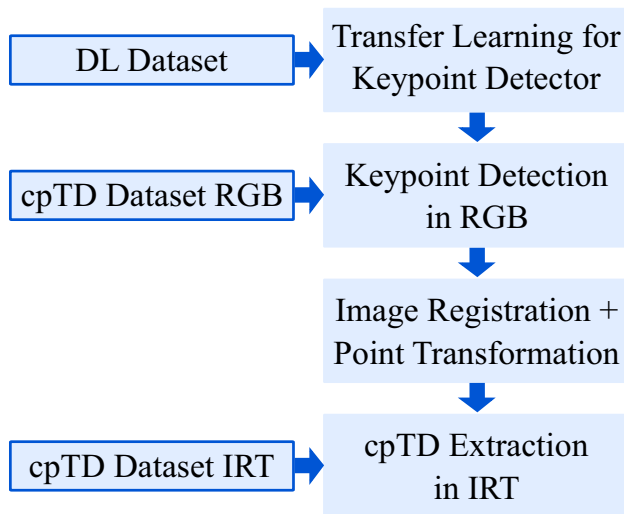 DL Dataset
Transfer Learning for
Keypoint Detector
cpTD Dataset RGB
Keypoint Detection
in RGB
Image Registration +
Point Transformation
cpTD Dataset IRT
cpTD Extraction
in IRT